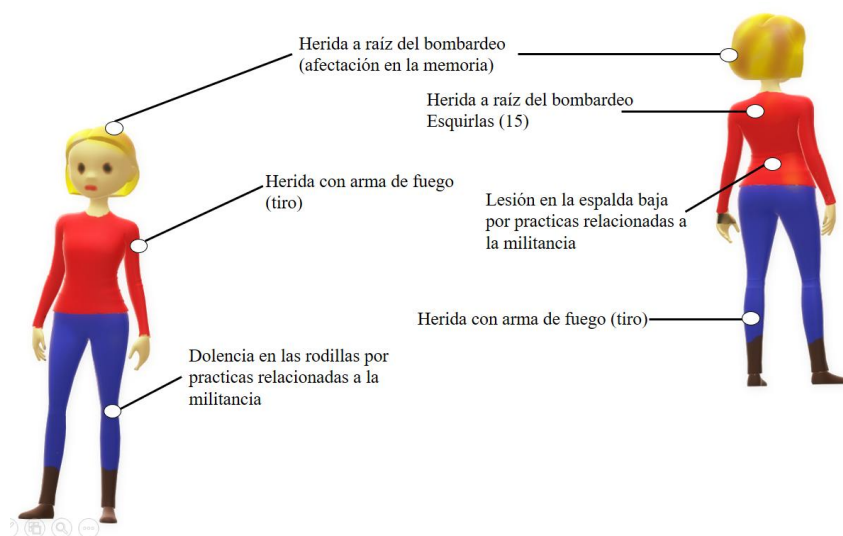 Herida a raíz del bombardeo
(afectación en la memoria)
Herida a raíz del bombardeo
Esquirlas (15)
Herida con arma de fuego
(tiro)
Lesión en la espalda baja
por practicas relacionadas a
la militancia
Herida con arma de fuego (tiro)
Dolencia en las rodillas por
practicas relacionadas a la
militancia